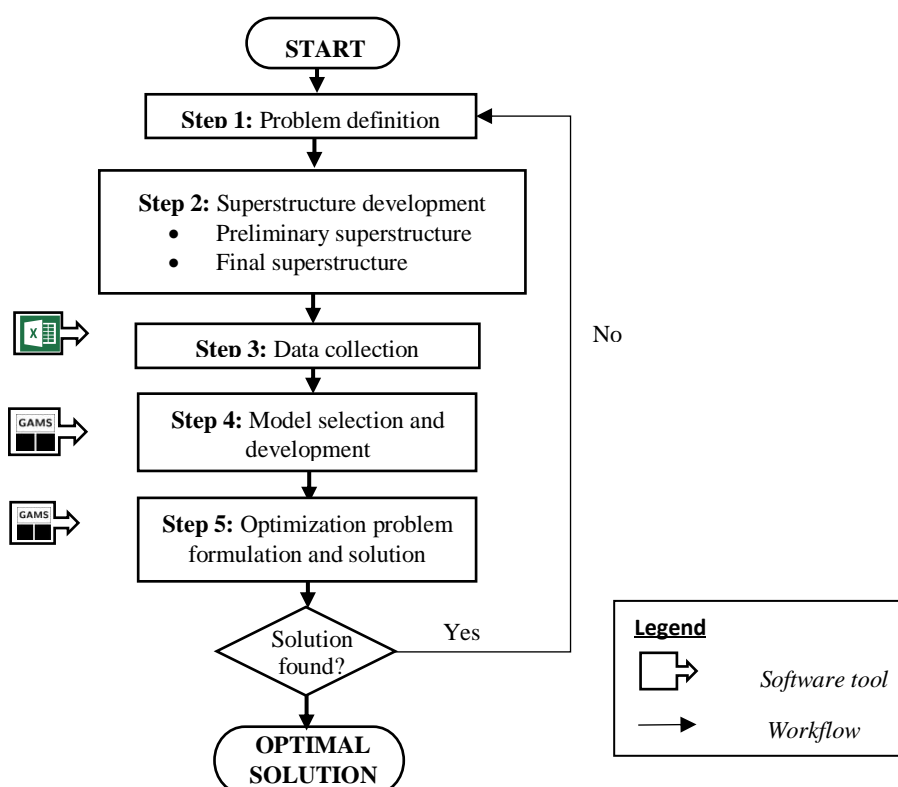 START
Step 1: Problem definition
Step 2: Superstructure development
• Preliminary superstructure
• Final superstructure
X
Step 3: Data collection
No
GAMS
Step 4: Model selection and
development
GAMS
Step 5: Optimization problem
formulation and solution
Solution
found?
Yes
OPTIMAL
SOLUTION
Legend
Software tool
Workflow